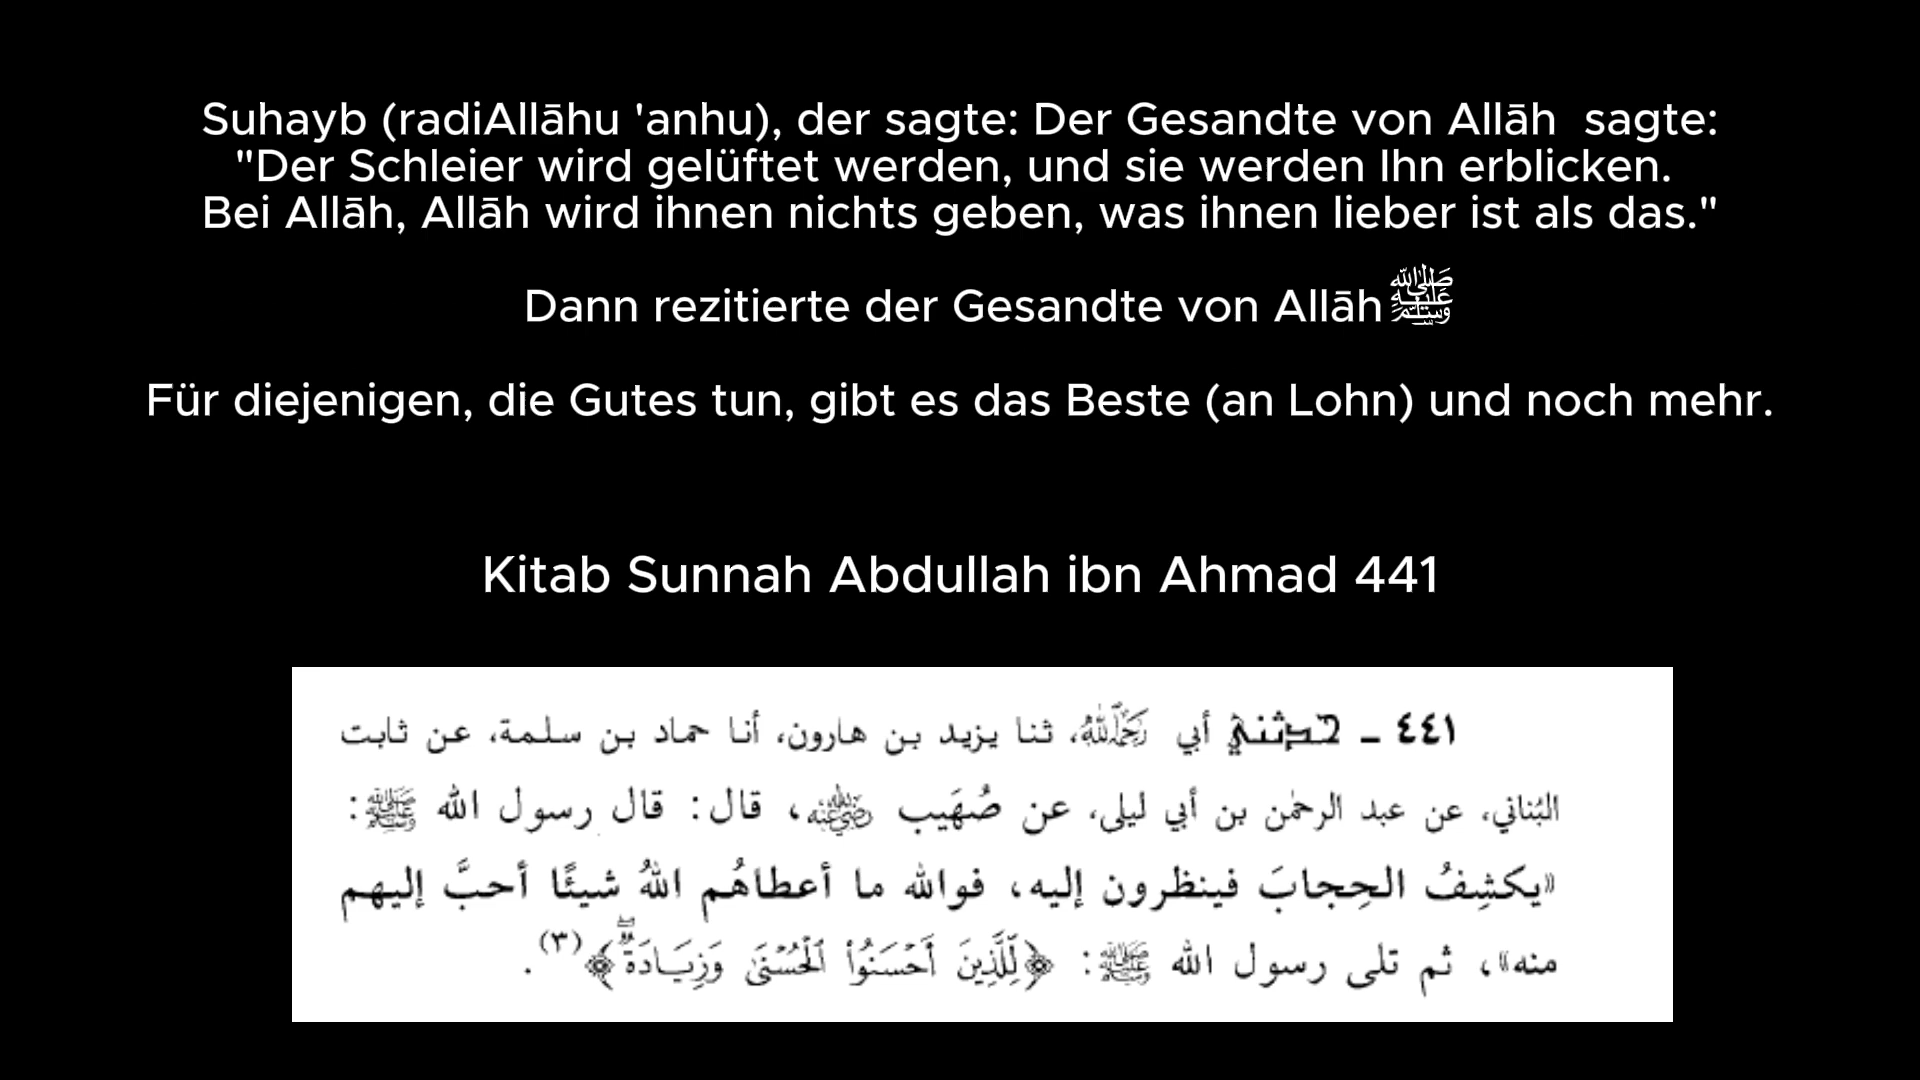 Suhayb (radiAllāhu 'anhu), der sagte: Der Gesandte von Allāh sagte:
"Der Schleier wird gelüftet werden, und sie werden Ihn erblicken.
Bei Allāh, Allāh wird ihnen nichts geben, was ihnen lieber ist als das."
Dann rezitierte der Gesandte von Allāh ﷺ
Für diejenigen, die Gutes tun, gibt es das Beste (an Lohn) und noch mehr.
Kitab Sunnah Abdullah ibn Ahmad 441
٤٤١ ـ حدثني أبي رَحِمَهُ ٱللَّهُ، ثنا يزيد بن هارون، أنا حماد بن سلمة، عن ثابت
البُناني، عن عبد الرحمٰن بن أبي ليلى، عن صُهَيب رضي الله عنه، قال: قال رسول الله ﷺ:
«يكشِفُ الحِجابَ فينظرون إليه، فوالله ما أعطاهُم اللهُ شيئًا أحبَّ إليهم
منه»، ثم تلى رسول الله ﷺ: ﴿لِّلَّذِينَ أَحْسَنُوا۟ ٱلْحُسْنَىٰ وَزِيَادَةٌۖ﴾(٣).